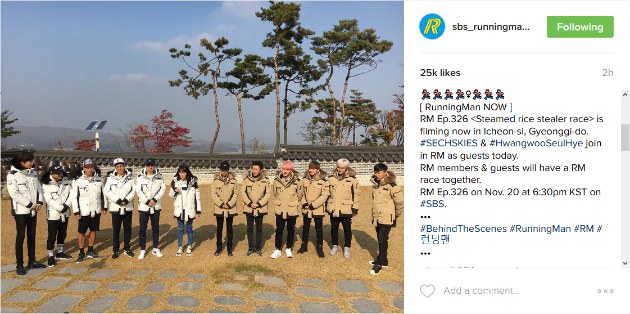 sbs_runningma...
Following
25k likes
2h
[ RunningMan NOW ]
RM Ep.326 <Steamed rice stealer race> is
filming now in Icheon-si, Gyeonggi-do.
#SECHSKIES & #HwangwooSeulHye join
in RM as guests today.
RM members & guests will have a RM
race together.
RM Ep.326 on Nov. 20 at 6:30pm KST on
#SBS.
•••
#BehindTheScenes #RunningMan #RM #
런닝맨
•••
Add a comment...